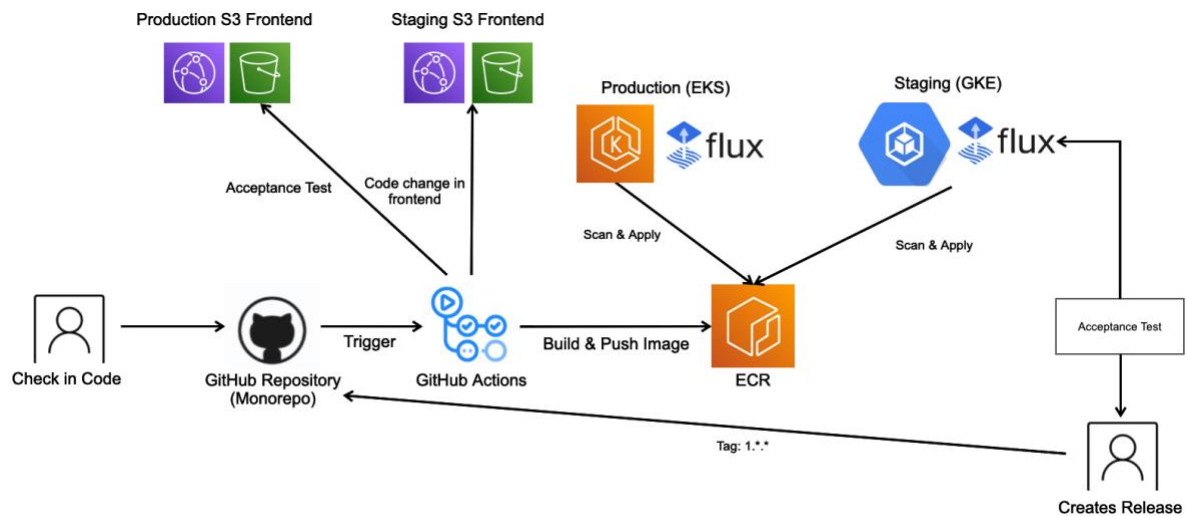 Production S3 Frontend
Staging S3 Frontend
Production (EKS)
Staging (GKE)
flux
flux
Acceptance Test
Code change in
frontend
Scan & Apply
Scan & Apply
K
Check in Code
GitHub Repository
(Monorepo)
Trigger
GitHub Actions
Build & Push Image
ECR
Acceptance Test
Tag: 1.*.*
Creates Release